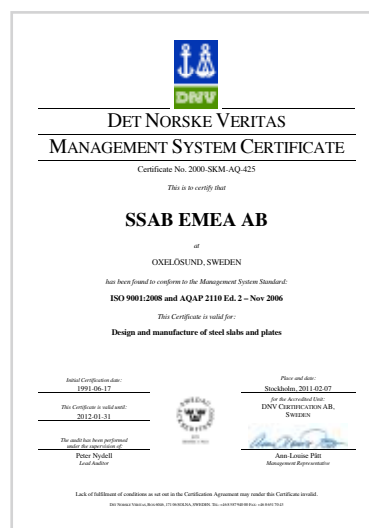 DNV
DET NORSKE VERITAS
MANAGEMENT SYSTEM CERTIFICATE
Certificate No. 2000-SKM-AQ-425
This is to certify that
SSAB EMEA AB
at
OXELÖSUND, SWEDEN
has been found to conform to the Management System Standard:
ISO 9001:2008 and AQAP 2110 Ed. 2 – Nov 2006
This Certificate is valid for:
Design and manufacture of steel slabs and plates
Initial Certification date:
1991-06-17
This Certificate is valid until:
2012-01-31
The audit has been performed
under the supervision of:
Peter Nydell
Lead Auditor
SWEDAC
ACCREDITED
Place and date:
Stockholm, 2011-02-07
for the Accredited Unit:
DNV CERTIFICATION AB,
SWEDEN
Ann-Louise Pätt
Management Representative
Lack of fulfilment of conditions as set out in the Certification Agreement may render this Certificate invalid.